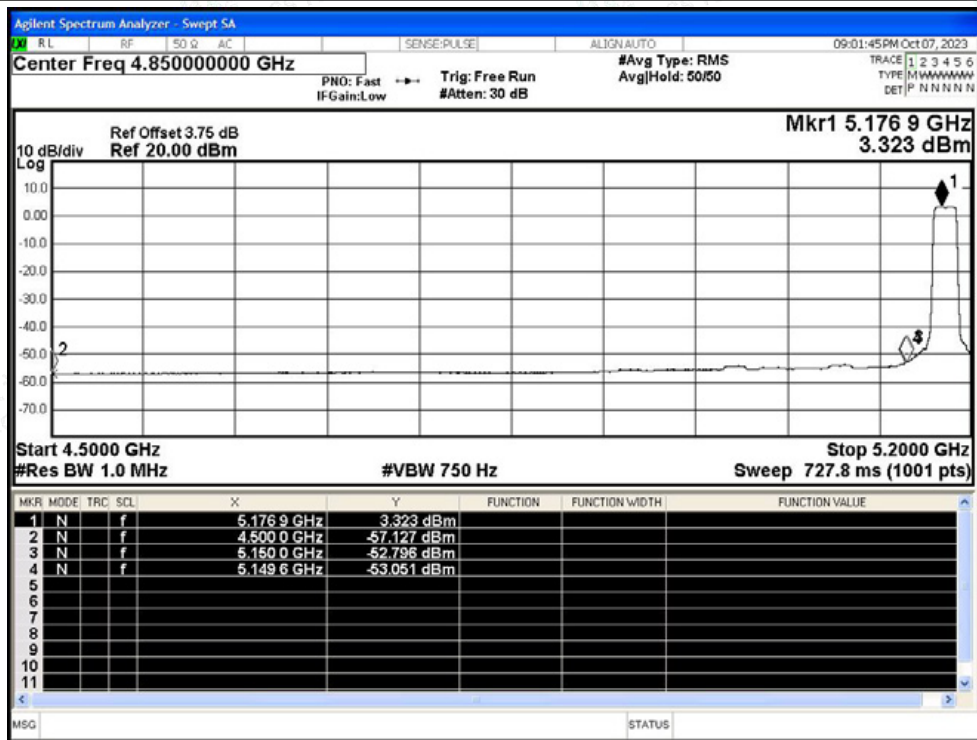 Agilent Spectrum Analyzer - Swept SA
RL RF 50 Ω AC SENSE:PULSE ALIGNAUTO 09:01:45PM Oct 07, 2023
Center Freq 4.850000000 GHz
PNO: Fast
IFGain:Low
Trig: Free Run
#Atten: 30 dB
#Avg Type: RMS
Avg|Hold: 50/50
TRACE 1 2 3 4 5 6
TYPE MWWWWW
DET P N N N N N
Mkr1 5.176 9 GHz
3.323 dBm
Ref Offset 3.75 dB
10 dB/div Ref 20.00 dBm
Log
10.0
0.00
-10.0
-20.0
-30.0
-40.0
-50.0
-60.0
-70.0
1
2
Start 4.5000 GHz Stop 5.2000 GHz
#Res BW 1.0 MHz #VBW 750 Hz Sweep 727.8 ms (1001 pts)
MKR MODE TRC SCL X Y FUNCTION FUNCTION WIDTH FUNCTION VALUE
1 N f 5.176 9 GHz 3.323 dBm
2 N f 4.500 0 GHz -57.127 dBm
3 N f 5.150 0 GHz -52.796 dBm
4 N f 5.149 6 GHz -53.051 dBm
5
6
7
8
9
10
11
MSG STATUS